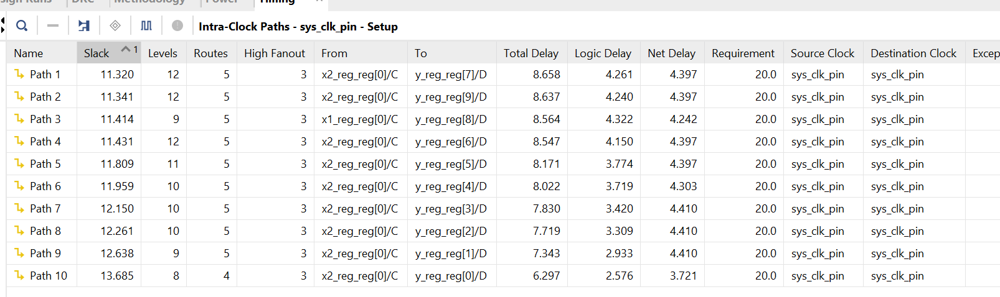 sign Runs DRC Methodology Power Timing
Intra-Clock Paths - sys_clk_pin - Setup
Name Slack 1 Levels Routes High Fanout From To Total Delay Logic Delay Net Delay Requirement Source Clock Destination Clock Excep
Path 1 11.320 12 5 3 x2_reg_reg[0]/C y_reg_reg[7]/D 8.658 4.261 4.397 20.0 sys_clk_pin sys_clk_pin
Path 2 11.341 12 5 3 x2_reg_reg[0]/C y_reg_reg[9]/D 8.637 4.240 4.397 20.0 sys_clk_pin sys_clk_pin
Path 3 11.414 9 5 3 x1_reg_reg[0]/C y_reg_reg[8]/D 8.564 4.322 4.242 20.0 sys_clk_pin sys_clk_pin
Path 4 11.431 12 5 3 x2_reg_reg[0]/C y_reg_reg[6]/D 8.547 4.150 4.397 20.0 sys_clk_pin sys_clk_pin
Path 5 11.809 11 5 3 x2_reg_reg[0]/C y_reg_reg[5]/D 8.171 3.774 4.397 20.0 sys_clk_pin sys_clk_pin
Path 6 11.959 10 5 3 x2_reg_reg[0]/C y_reg_reg[4]/D 8.022 3.719 4.303 20.0 sys_clk_pin sys_clk_pin
Path 7 12.150 10 5 3 x2_reg_reg[0]/C y_reg_reg[3]/D 7.830 3.420 4.410 20.0 sys_clk_pin sys_clk_pin
Path 8 12.261 10 5 3 x2_reg_reg[0]/C y_reg_reg[2]/D 7.719 3.309 4.410 20.0 sys_clk_pin sys_clk_pin
Path 9 12.638 9 5 3 x2_reg_reg[0]/C y_reg_reg[1]/D 7.343 2.933 4.410 20.0 sys_clk_pin sys_clk_pin
Path 10 13.685 8 4 3 x2_reg_reg[0]/C y_reg_reg[0]/D 6.297 2.576 3.721 20.0 sys_clk_pin sys_clk_pin